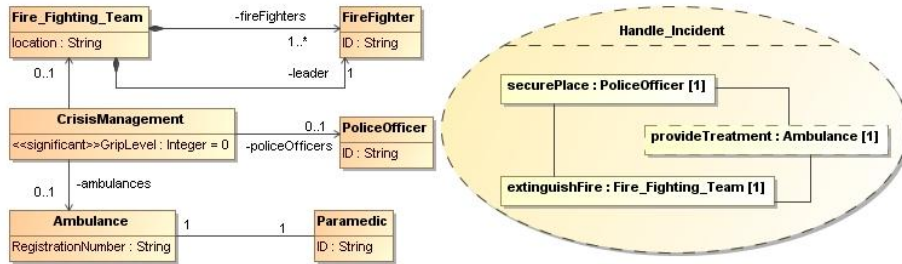 Fire_Fighting_Team
location : String
-fireFighters
1..*
FireFighter
ID : String
-leader
1
0..1
CrisisManagement
<<significant>>GripLevel : Integer = 0
0..1
-policeOfficers
PoliceOfficer
ID : String
0..1
-ambulances
Ambulance
RegistrationNumber : String
1
1
Paramedic
ID : String
Handle_Incident
securePlace : PoliceOfficer [1]
provideTreatment : Ambulance [1]
extinguishFire : Fire_Fighting_Team [1]